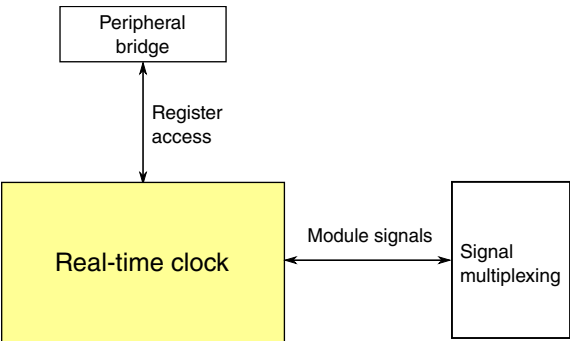 Peripheral
bridge
Register
access
Module signals
Real-time clock
Signal
multiplexing